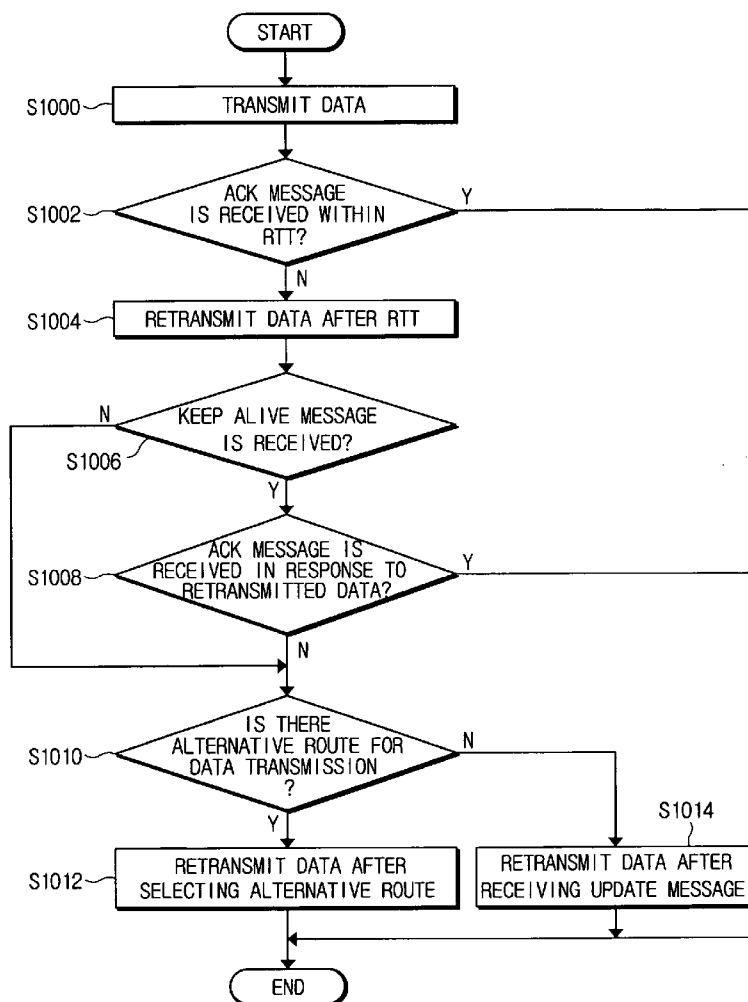 START
S1000
TRANSMIT DATA
ACK MESSAGE
IS RECEIVED WITHIN
RTT?
Y
S1002
N
S1004
RETRANSMIT DATA AFTER RTT
N
KEEP ALIVE MESSAGE
IS RECEIVED?
S1006
Y
ACK MESSAGE IS
RECEIVED IN RESPONSE TO
RETRANSMITTED DATA?
Y
S1008
N
IS THERE
ALTERNATIVE ROUTE FOR
DATA TRANSMISSION
?
N
S1010
Y
S1014
S1012
RETRANSMIT DATA AFTER
SELECTING ALTERNATIVE ROUTE
RETRANSMIT DATA AFTER
RECEIVING UPDATE MESSAGE
END